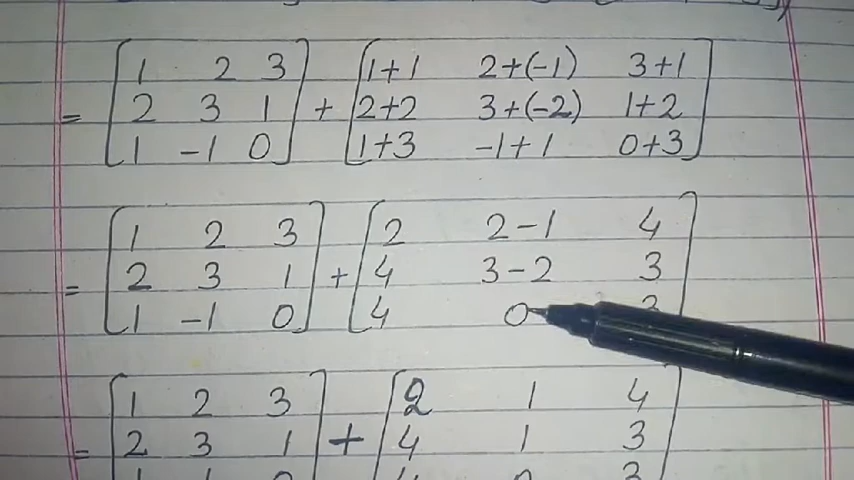 1 2 3 1+1 2+(-1) 3+1
= 2 3 1 + 2+2 3+(-2) 1+2
1 -1 0 1+3 -1+1 0+3
1 2 3 2 2-1 4
= 2 3 1 + 4 3-2 3
1 -1 0 4 0
1 2 3 2 1 4
= 2 3 1 + 4 1 3